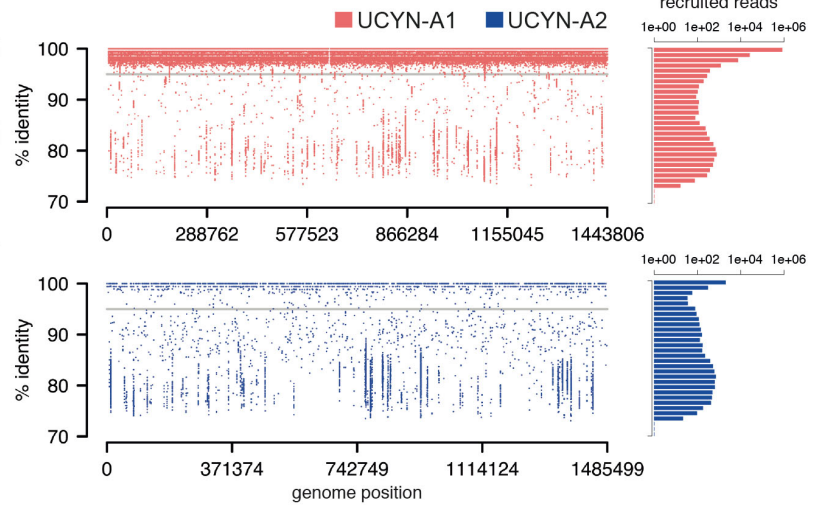 recruited reads
UCYN-A1 UCYN-A2
1e+00 1e+02 1e+04 1e+06
% identity
100
90
80
70
0 288762 577523 866284 1155045 1443806
1e+00 1e+02 1e+04 1e+06
% identity
100
90
80
70
0 371374 742749 1114124 1485499
genome position